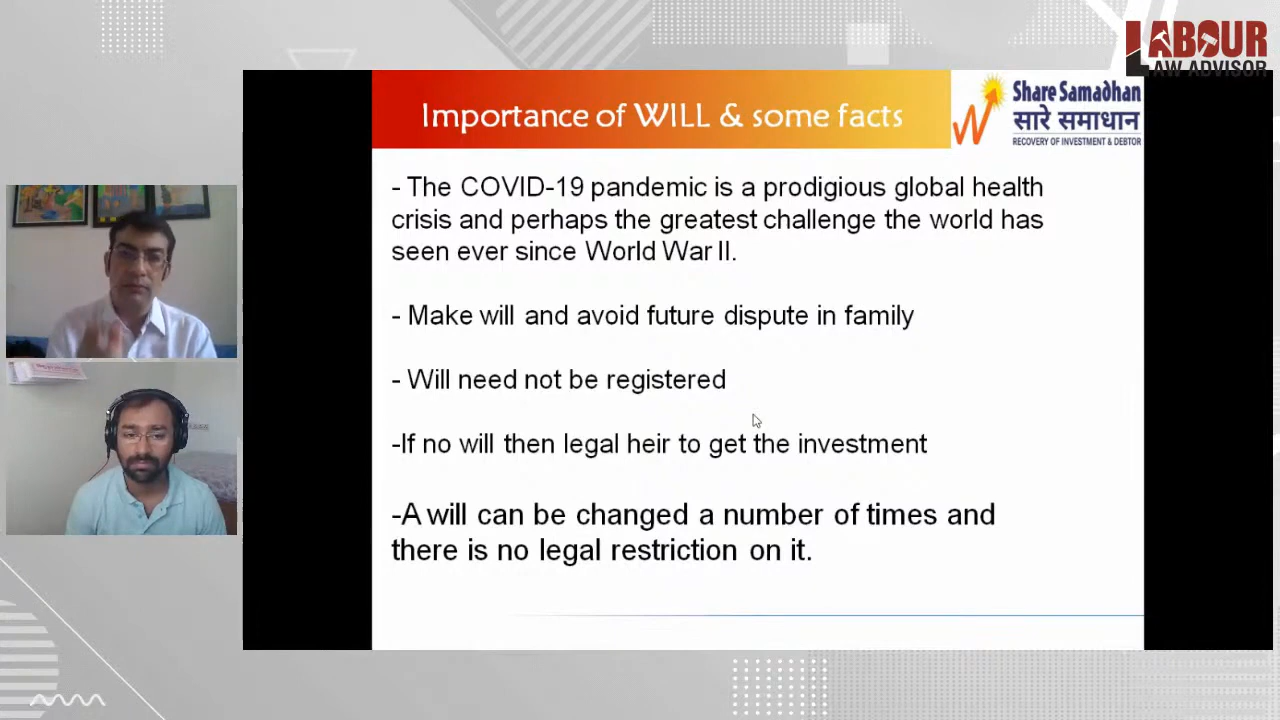 LABOUR
LAW ADVISOR
Importance of WILL & some facts
Share Samadhan
सारे समाधान
RECOVERY OF INVESTMENT & DEBTOR
- The COVID-19 pandemic is a prodigious global health
crisis and perhaps the greatest challenge the world has
seen ever since World War II.
- Make will and avoid future dispute in family
- Will need not be registered
-If no will then legal heir to get the investment
-A will can be changed a number of times and
there is no legal restriction on it.